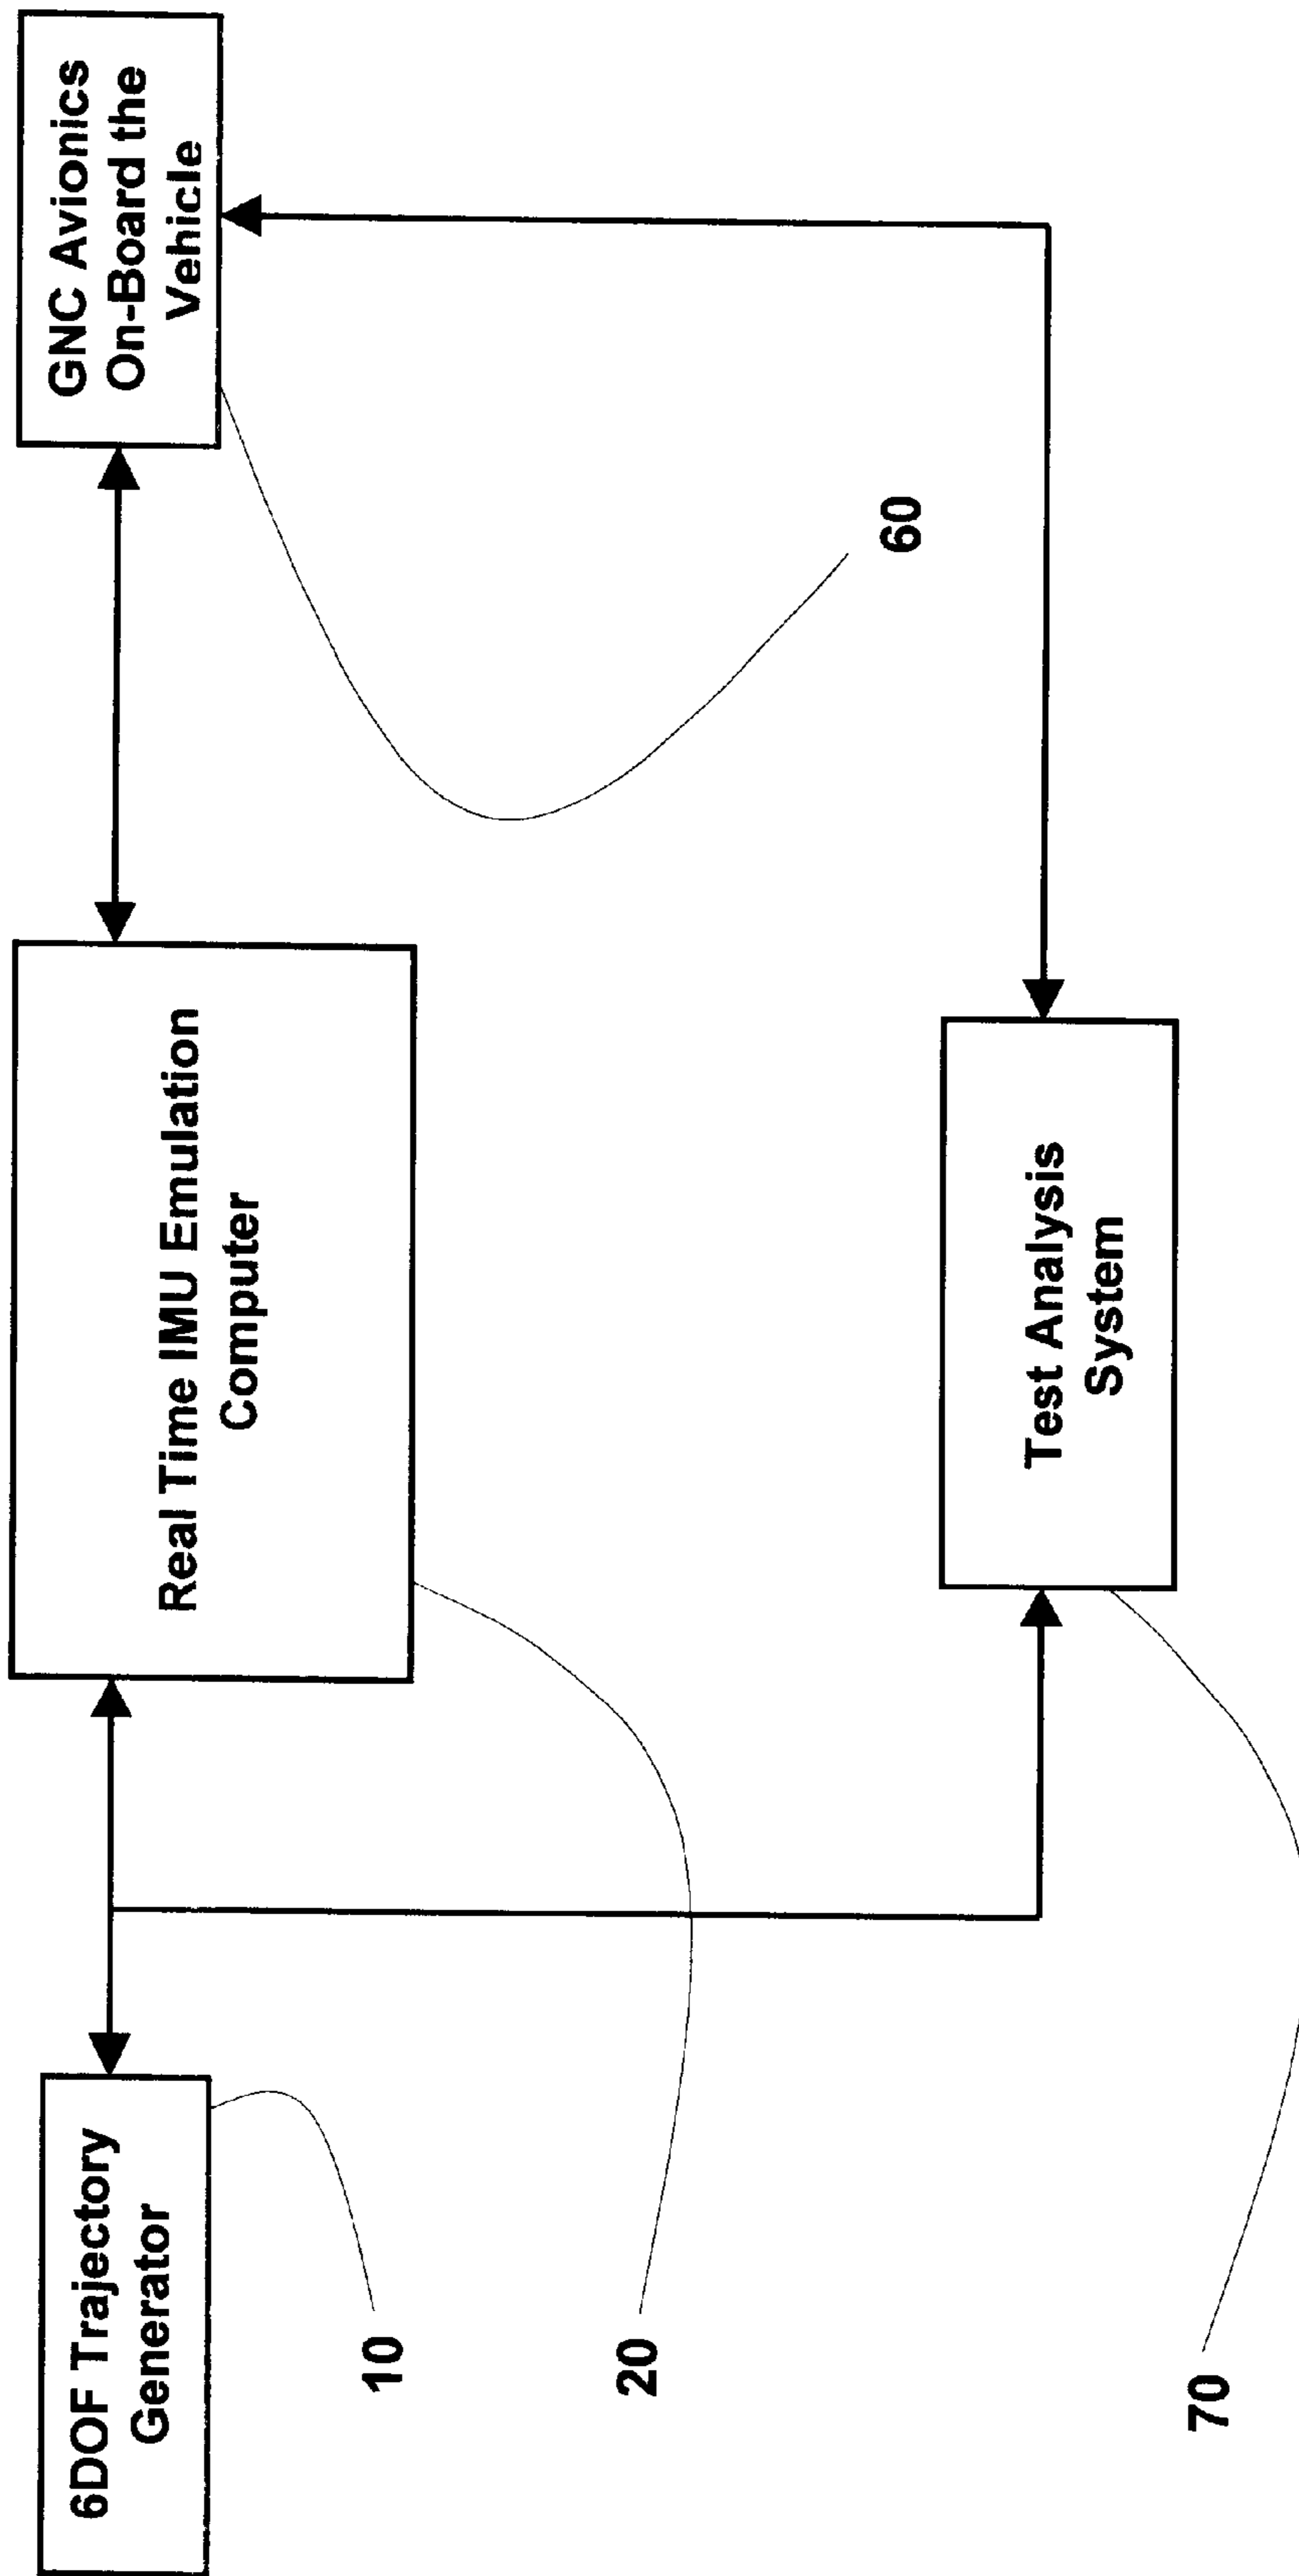 6DOF Trajectory
Generator
Real Time IMU Emulation
Computer
GNC Avionics
On-Board the
Vehicle
10
20
60
Test Analysis
System
70